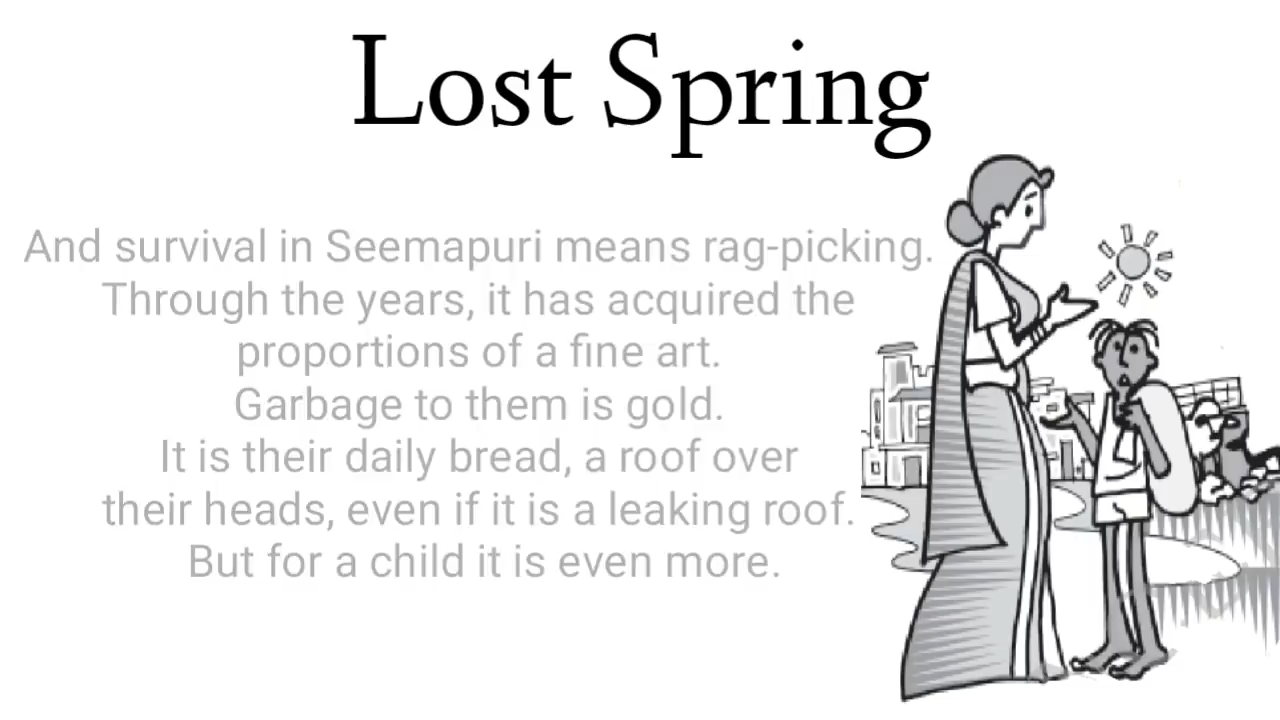 Lost Spring
And survival in Seemapuri means rag-picking.
Through the years, it has acquired the
proportions of a fine art.
Garbage to them is gold.
It is their daily bread, a roof over
their heads, even if it is a leaking roof.
But for a child it is even more.